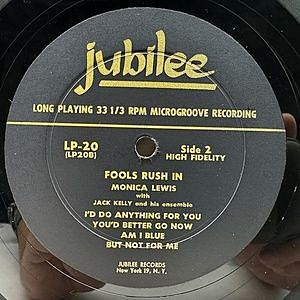 jubilee
LONG PLAYING 33 1/3 RPM MICROGROOVE RECORDING
LP-20
(LP20B)
Side 2
HIGH FIDELITY
FOOLS RUSH IN
MONICA LEWIS
with
JACK KELLY and his ensemble
I'D DO ANYTHING FOR YOU
YOU'D BETTER GO NOW
AM I BLUE
BUT NOT FOR ME
JUBILEE RECORDS
New York 19, N. Y.